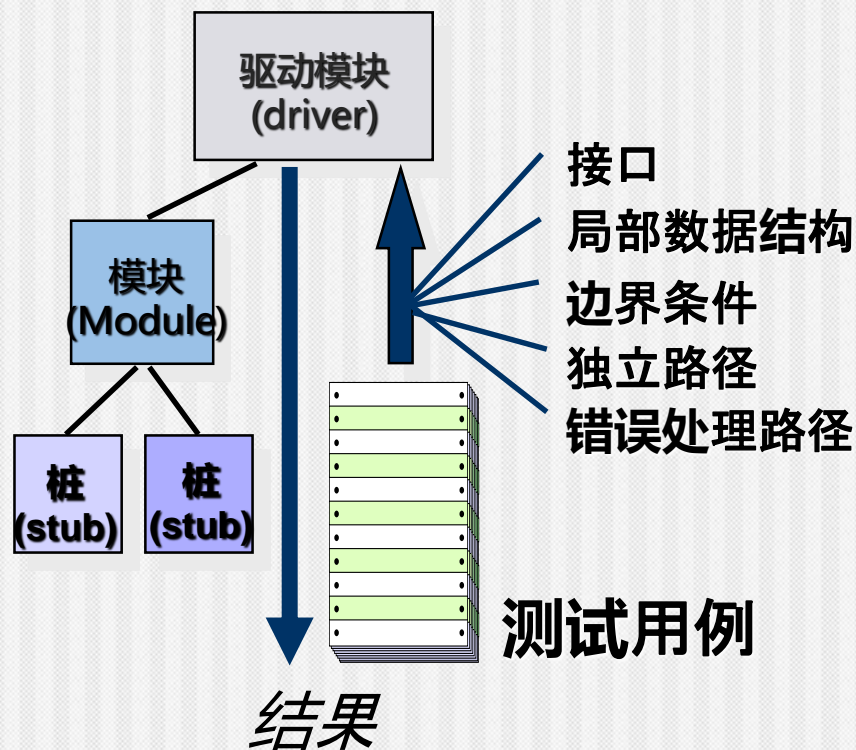 驱动模块
(driver)
模块
(Module)
桩
(stub)
桩
(stub)
接口
局部数据结构
边界条件
独立路径
错误处理路径
测试用例
结果